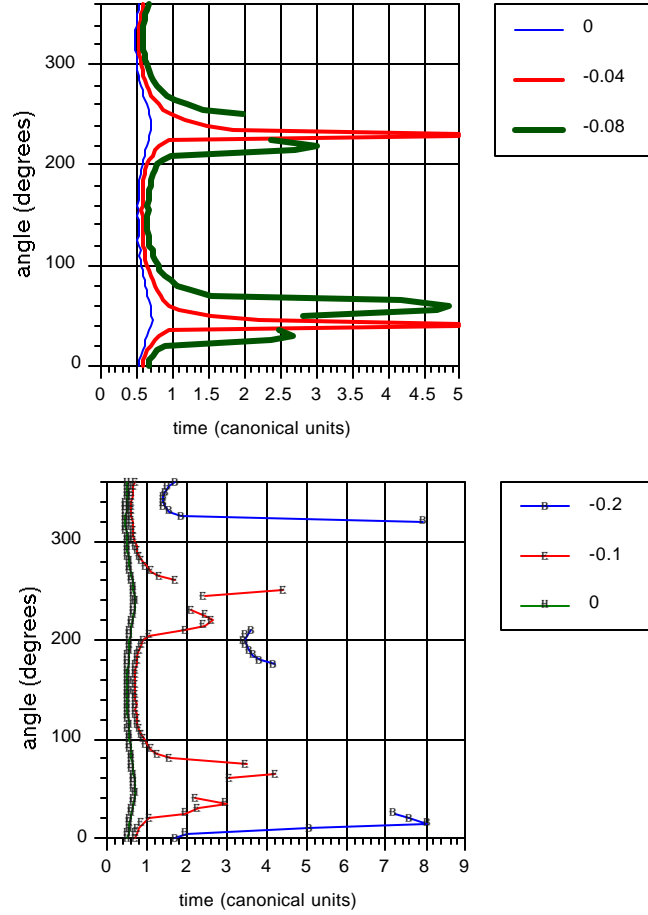 300
200
100
0
angle (degrees)
0 0.5 1 1.5 2 2.5 3 3.5 4 4.5 5
time (canonical units)
0
-0.04
-0.08
300
200
100
0
angle (degrees)
0 1 2 3 4 5 6 7 8 9
time (canonical units)
B -0.2
E -0.1
H 0